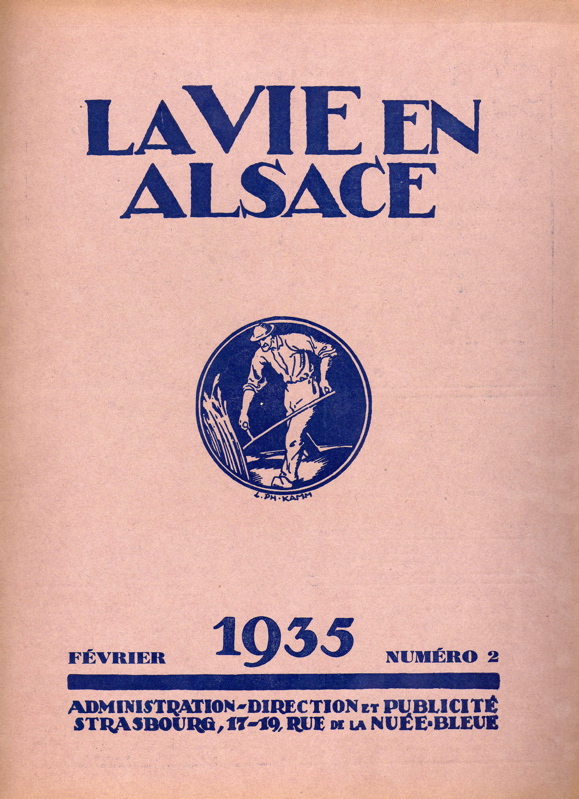 LA VIE EN
ALSACE
L. PH. KAMM
1935
FÉVRIER NUMÉRO 2
ADMINISTRATION-DIRECTION ET PUBLICITÉ
STRASBOURG, 17-19, RUE DE LA NUÉE-BLEUE